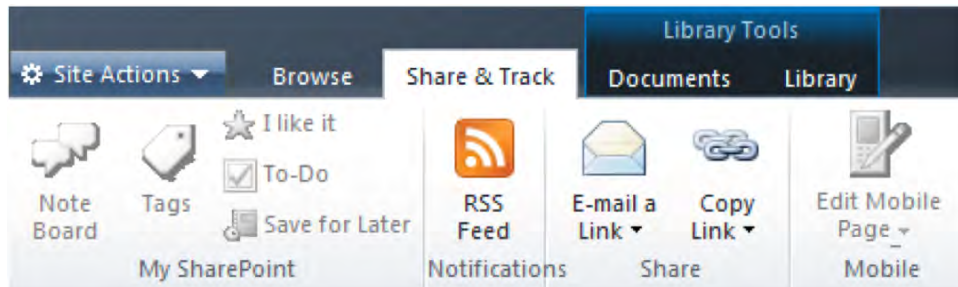 Library Tools
Site Actions Browse Share & Track Documents Library
I like it
To-Do
Save for Later
Note Board
Tags
RSS Feed
E-mail a Link
Copy Link
Edit Mobile Page
My SharePoint Notifications Share Mobile